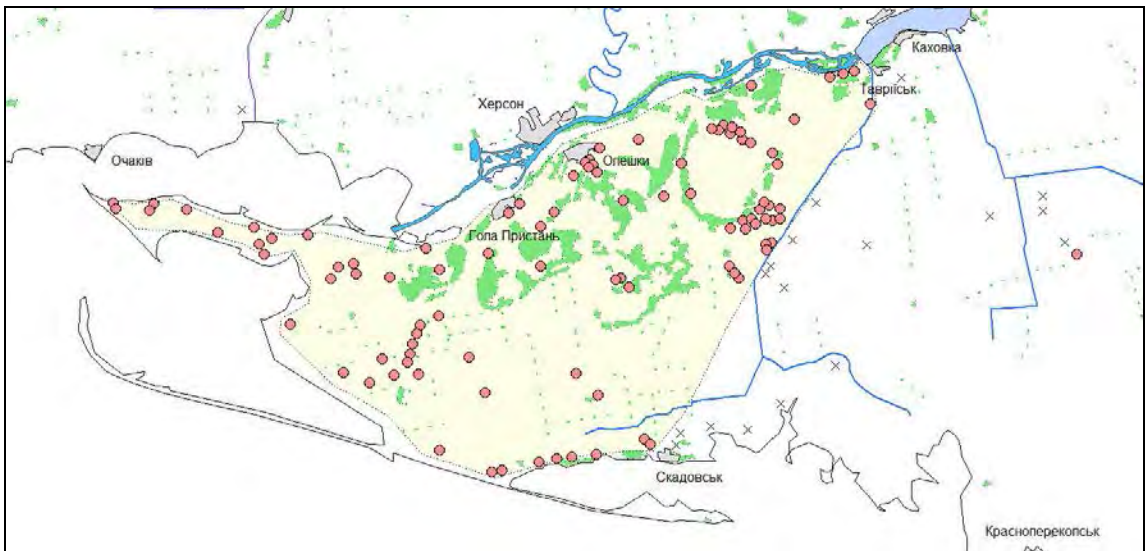 Каховка
Таврійськ
Херсон
Очаків
Олешки
Гола Пристань
Скадовськ
Красноперекопськ